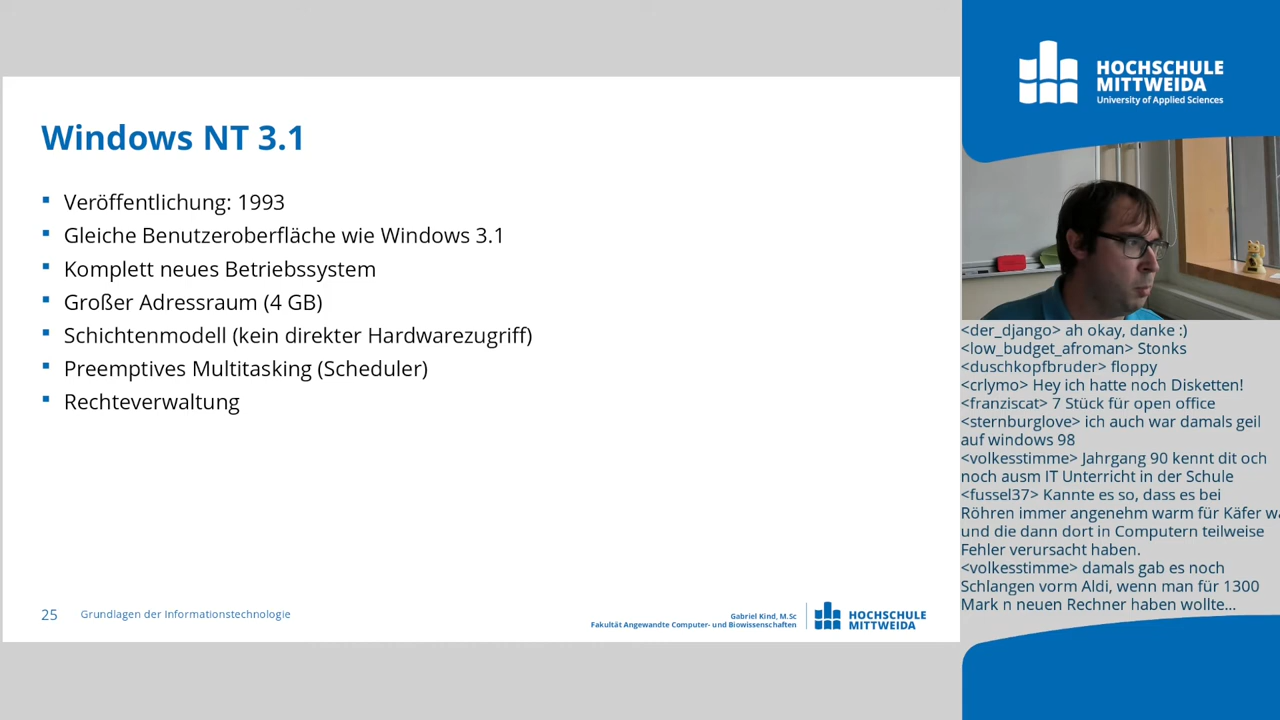 Windows NT 3.1
Veröffentlichung: 1993
Gleiche Benutzeroberfläche wie Windows 3.1
Komplett neues Betriebssystem
Großer Adressraum (4 GB)
Schichtenmodell (kein direkter Hardwarezugriff)
Preemptives Multitasking (Scheduler)
Rechteverwaltung
25
Grundlagen der Informationstechnologie
Gabriel Kind, M.Sc
Fakultät Angewandte Computer- und Biowissenschaften
HOCHSCHULE
MITTWEIDA
HOCHSCHULE
MITTWEIDA
University of Applied Sciences
<der_django> ah okay, danke :)
<low_budget_afroman> Stonks
<duschkopfbruder> floppy
<crlymo> Hey ich hatte noch Disketten!
<franziscat> 7 Stück für open office
<sternburglove> ich auch war damals geil
auf windows 98
<volkesstimme> Jahrgang 90 kennt dit och
noch ausm IT Unterricht in der Schule
<fussel37> Kannte es so, dass es bei
Röhren immer angenehm warm für Käfer
und die dann dort in Computern teilweise
Fehler verursacht haben.
<volkesstimme> damals gab es noch
Schlangen vorm Aldi, wenn man für 1300
Mark n neuen Rechner haben wollte...